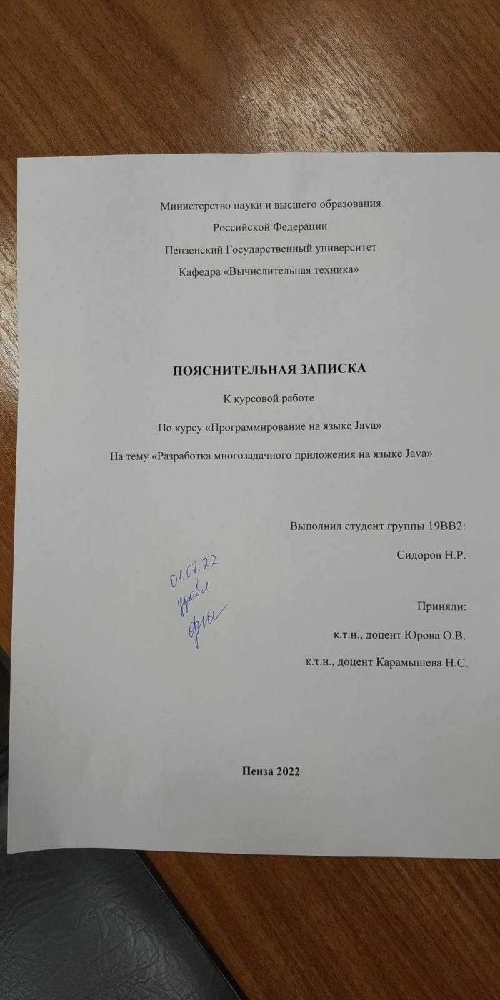 Министерство науки и высшего образования
Российской Федерации
Пензенский Государственный университет
Кафедра «Вычислительная техника»
ПОЯСНИТЕЛЬНАЯ ЗАПИСКА
К курсовой работе
По курсу «Программирование на языке Java»
На тему «Разработка многозадачного приложения на языке Java»
Выполнил студент группы 19ВВ2:
Сидоров Н.Р.
01.07.22
удовл
Приняли:
к.т.н., доцент Юрова О.В.
к.т.н., доцент Карамышева Н.С.
Пенза 2022